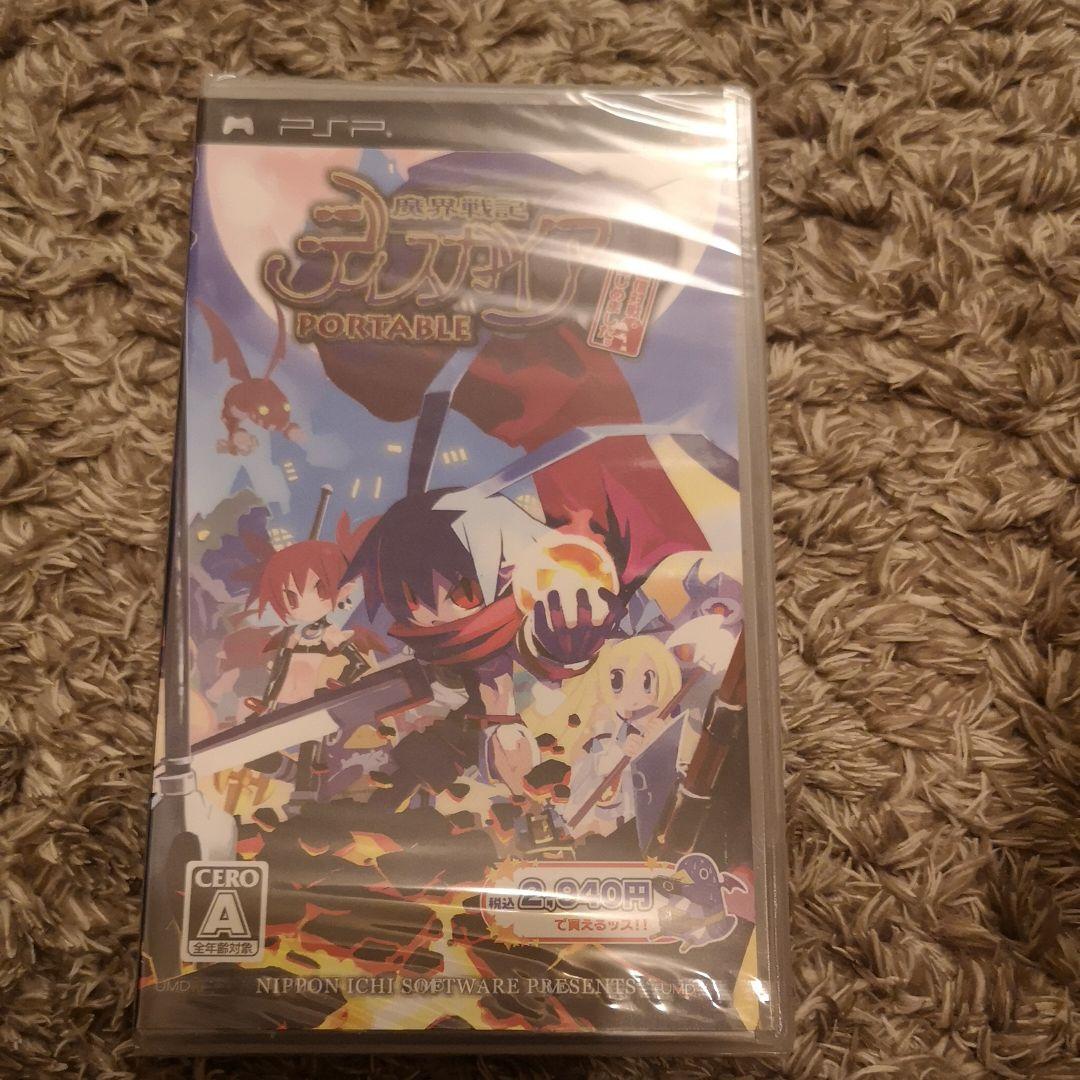 PSP
魔界戦記
ディスガイア
PORTABLE
CERO
A
全年齢対象
税込 2,940円
で買えるッス!!
UMD
NIPPON ICHI SOFTWARE PRESENTS
UMD